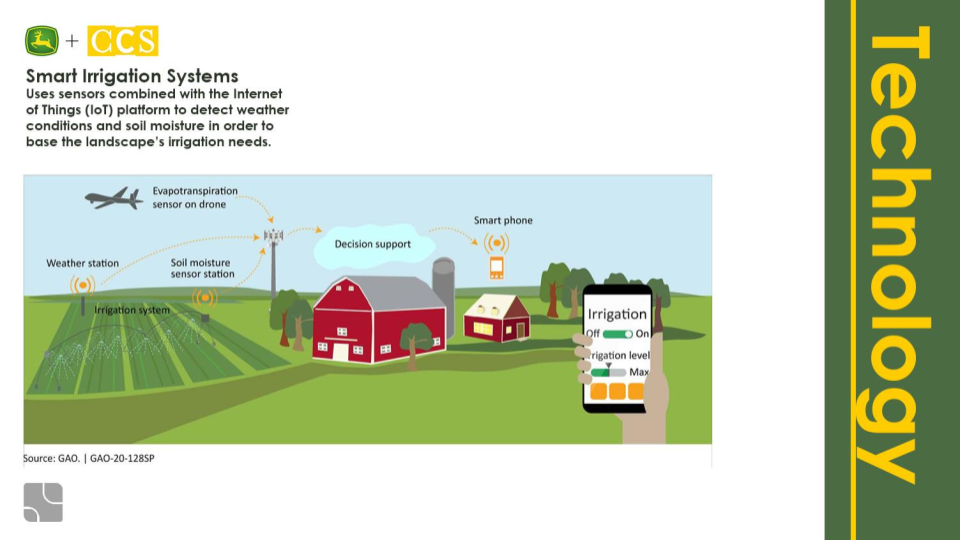 + CCS
Smart Irrigation Systems
Uses sensors combined with the Internet
of Things (IoT) platform to detect weather
conditions and soil moisture in order to
base the landscape's irrigation needs.
Evapotranspiration
sensor on drone
Smart phone
Decision support
Weather station
Soil moisture
sensor station
Irrigation system
Irrigation
Off On
rrigation level
Max
Source: GAO. | GAO-20-128SP
Technology